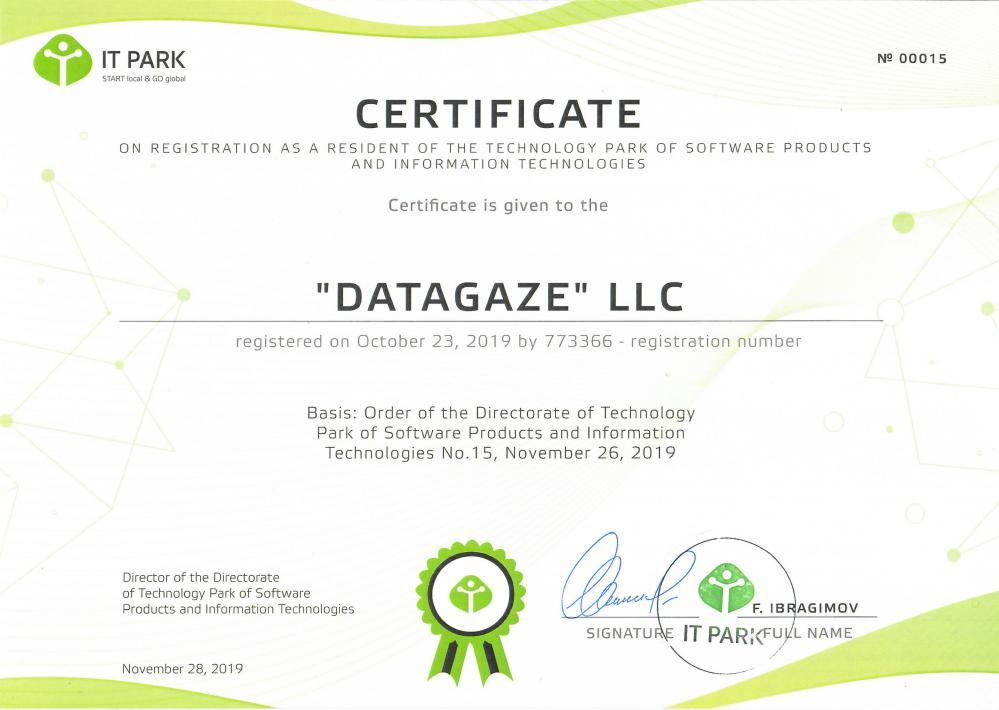 IT PARK
START local & GO global
№ 00015
CERTIFICATE
ON REGISTRATION AS A RESIDENT OF THE TECHNOLOGY PARK OF SOFTWARE PRODUCTS
AND INFORMATION TECHNOLOGIES
Certificate is given to the
"DATAGAZE" LLC
registered on October 23, 2019 by 773366 - registration number
Basis: Order of the Directorate of Technology
Park of Software Products and Information
Technologies No.15, November 26, 2019
Director of the Directorate
of Technology Park of Software
Products and Information Technologies
November 28, 2019
F. IBRAGIMOV
SIGNATURE
IT PARK
FULL NAME